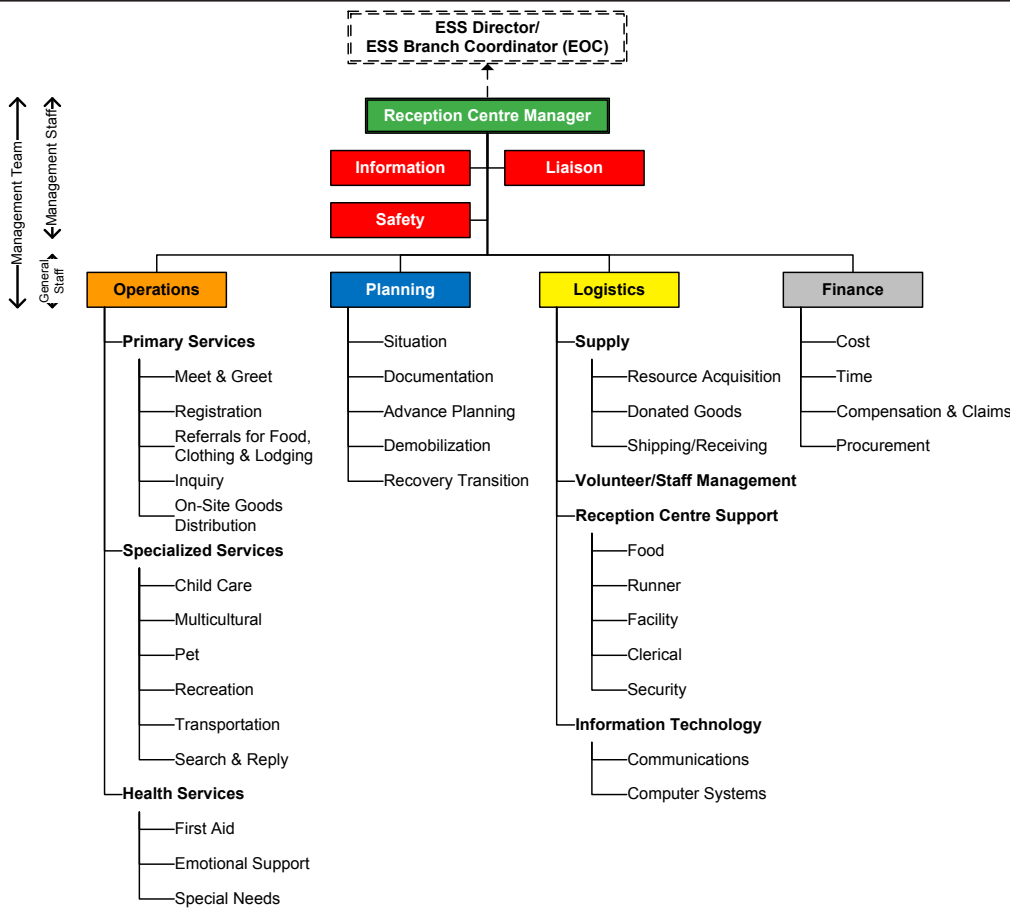 ESS Director/
ESS Branch Coordinator (EOC)
Management Team
Management Staff
General
Staff
Reception Centre Manager
Information
Liaison
Safety
Operations
Planning
Logistics
Finance
Primary Services
Meet & Greet
Registration
Referrals for Food,
Clothing & Lodging
Inquiry
On-Site Goods
Distribution
Specialized Services
Child Care
Multicultural
Pet
Recreation
Transportation
Search & Reply
Health Services
First Aid
Emotional Support
Special Needs
Situation
Documentation
Advance Planning
Demobilization
Recovery Transition
Supply
Resource Acquisition
Donated Goods
Shipping/Receiving
Volunteer/Staff Management
Reception Centre Support
Food
Runner
Facility
Clerical
Security
Information Technology
Communications
Computer Systems
Cost
Time
Compensation & Claims
Procurement